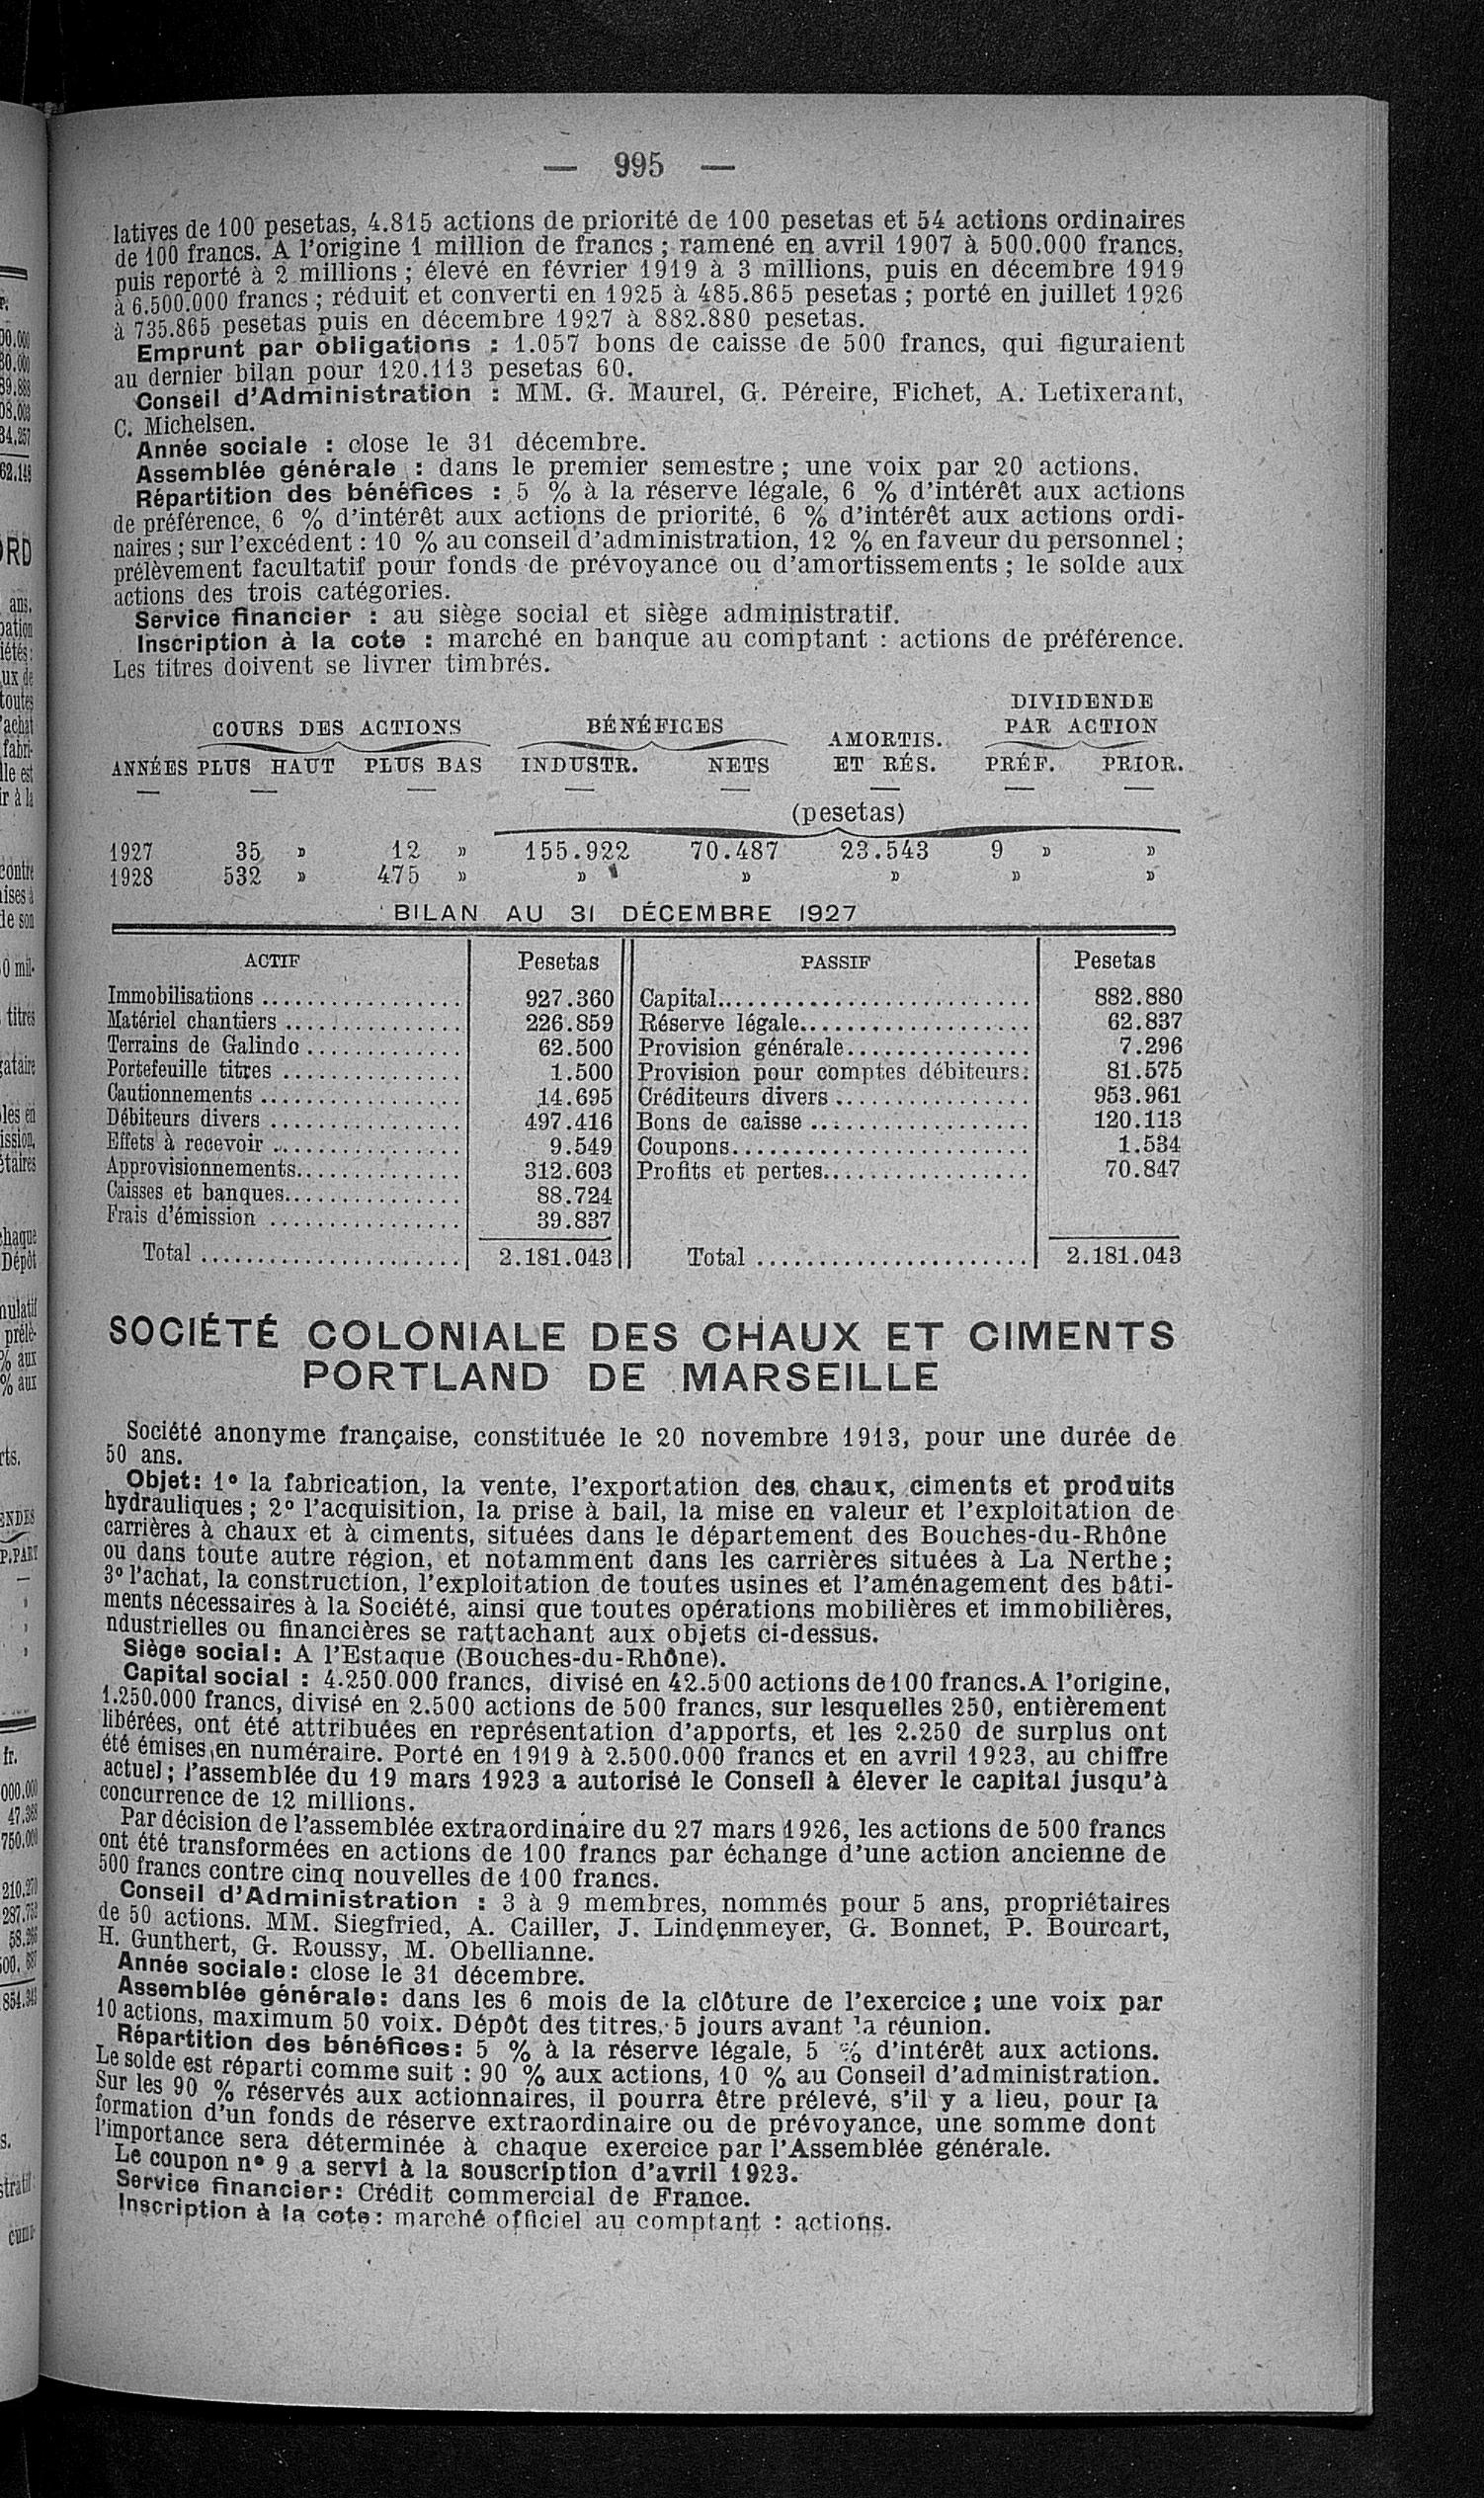 — 995 —
latives de 100 pesetas, 4.815 actions de priorité de 100 pesetas et 54 actions ordinaires
de 100 francs. A l'origine 1 million de francs ; ramené en avril 1907 à 500.000 francs,
puis reporté à 2 millions ; élevé en février 1919 à 3 millions, puis en décembre 1919
à 6.500.000 francs ; réduit et converti en 1925 à 485.865 pesetas ; porté en juillet 1926
à 735.865 pesetas puis en décembre 1927 à 882.880 pesetas.
Emprunt par obligations : 1.057 bons de caisse de 500 francs, qui figuraient
au dernier bilan pour 120.113 pesetas 60.
Conseil d'Administration : MM. G. Maurel, G. Péreire, Fichet, A. Letixerant,
C. Michelsen.
Année sociale : close le 31 décembre.
Assemblée générale : dans le premier semestre ; une voix par 20 actions.
Répartition des bénéfices : 5 % à la réserve légale, 6 % d'intérêt aux actions
de préférence, 6 % d'intérêt aux actions de priorité, 6 % d'intérêt aux actions ordi-
naires ; sur l'excédent : 10 % au conseil d'administration, 12 % en faveur du personnel ;
prélèvement facultatif pour fonds de prévoyance ou d'amortissements ; le solde aux
actions des trois catégories.
Service financier : au siège social et siège administratif.
Inscription à la cote : marché en banque au comptant : actions de préférence.
Les titres doivent se livrer timbrés.
DIVIDENDE
COURS DES ACTIONS BÉNÉFICES PAR ACTION
AMORTIS.
ANNÉES PLUS HAUT PLUS BAS INDUSTR. NETS ET RÉS. PRÉF. PRIOR.
— — — — — — — —
(pesetas)
1927 35 » 12 » 155.922 70.487 23.543 9 » »
1928 532 » 475 » » » » » »
BILAN AU 31 DÉCEMBRE 1927
ACTIF Pesetas PASSIF Pesetas
Immobilisations ................. 927.360 Capital.......................... 882.880
Matériel chantiers ............... 226.859 Réserve légale................... 62.837
Terrains de Galindo ............. 62.500 Provision générale............... 7.296
Portefeuille titres ............... 1.500 Provision pour comptes débiteurs. 81.575
Cautionnements ................. 14.695 Créditeurs divers ................ 953.961
Débiteurs divers ................ 497.416 Bons de caisse .................. 120.113
Effets à recevoir ................ 9.549 Coupons......................... 1.534
Approvisionnements.............. 312.603 Profits et pertes................. 70.847
Caisses et banques............... 88.724
Frais d'émission ................ 39.837
Total ...................... 2.181.043 Total ....................... 2.181.043
SOCIÉTÉ COLONIALE DES CHAUX ET CIMENTS
PORTLAND DE MARSEILLE
Société anonyme française, constituée le 20 novembre 1913, pour une durée de
50 ans.
Objet : 1° la fabrication, la vente, l'exportation des chaux, ciments et produits
hydrauliques ; 2° l'acquisition, la prise à bail, la mise en valeur et l'exploitation de
carrières à chaux et à ciments, situées dans le département des Bouches-du-Rhône
ou dans toute autre région, et notamment dans les carrières situées à La Nerthe ;
3° l'achat, la construction, l'exploitation de toutes usines et l'aménagement des bâti-
ments nécessaires à la Société, ainsi que toutes opérations mobilières et immobilières,
ndustrielles ou financières se rattachant aux objets ci-dessus.
Siège social : A l'Estaque (Bouches-du-Rhône).
Capital social : 4.250.000 francs, divisé en 42.500 actions de 100 francs. A l'origine,
1.250.000 francs, divisé en 2.500 actions de 500 francs, sur lesquelles 250, entièrement
libérées, ont été attribuées en représentation d'apports, et les 2.250 de surplus ont
été émises en numéraire. Porté en 1919 à 2.500.000 francs et en avril 1923, au chiffre
actuel ; l'assemblée du 19 mars 1923 a autorisé le Conseil à élever le capital jusqu'à
concurrence de 12 millions.
Par décision de l'assemblée extraordinaire du 27 mars 1926, les actions de 500 francs
ont été transformées en actions de 100 francs par échange d'une action ancienne de
500 francs contre cinq nouvelles de 100 francs.
Conseil d'Administration : 3 à 9 membres, nommés pour 5 ans, propriétaires
de 50 actions. MM. Siegfried, A. Cailler, J. Lindenmeyer, G. Bonnet, P. Bourcart,
H. Gunthert, G. Roussy, M. Obellianne.
Année sociale : close le 31 décembre.
Assemblée générale : dans les 6 mois de la clôture de l'exercice ; une voix par
10 actions, maximum 50 voix. Dépôt des titres, 5 jours avant la réunion.
Répartition des bénéfices : 5 % à la réserve légale, 5 % d'intérêt aux actions.
Le solde est réparti comme suit : 90 % aux actions, 10 % au Conseil d'administration.
Sur les 90 % réservés aux actionnaires, il pourra être prélevé, s'il y a lieu, pour la
formation d'un fonds de réserve extraordinaire ou de prévoyance, une somme dont
l'importance sera déterminée à chaque exercice par l'Assemblée générale.
Le coupon n° 9 a servi à la souscription d'avril 1923.
Service financier : Crédit commercial de France.
Inscription à la cote : marché officiel au comptant : actions.